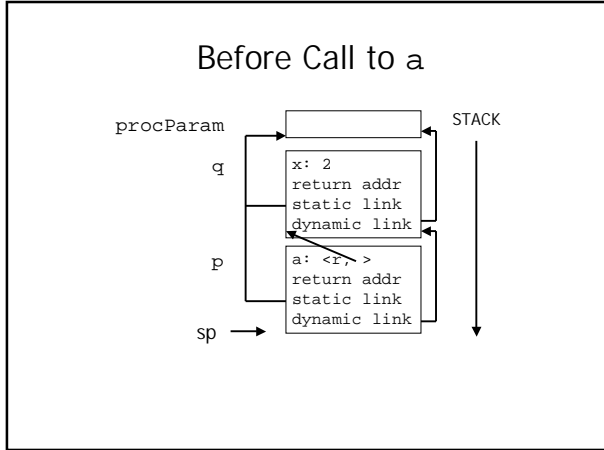 Before Call to a
procParam
STACK
q
x: 2
return addr
static link
dynamic link
p
a: <r, >
return addr
static link
dynamic link
sp